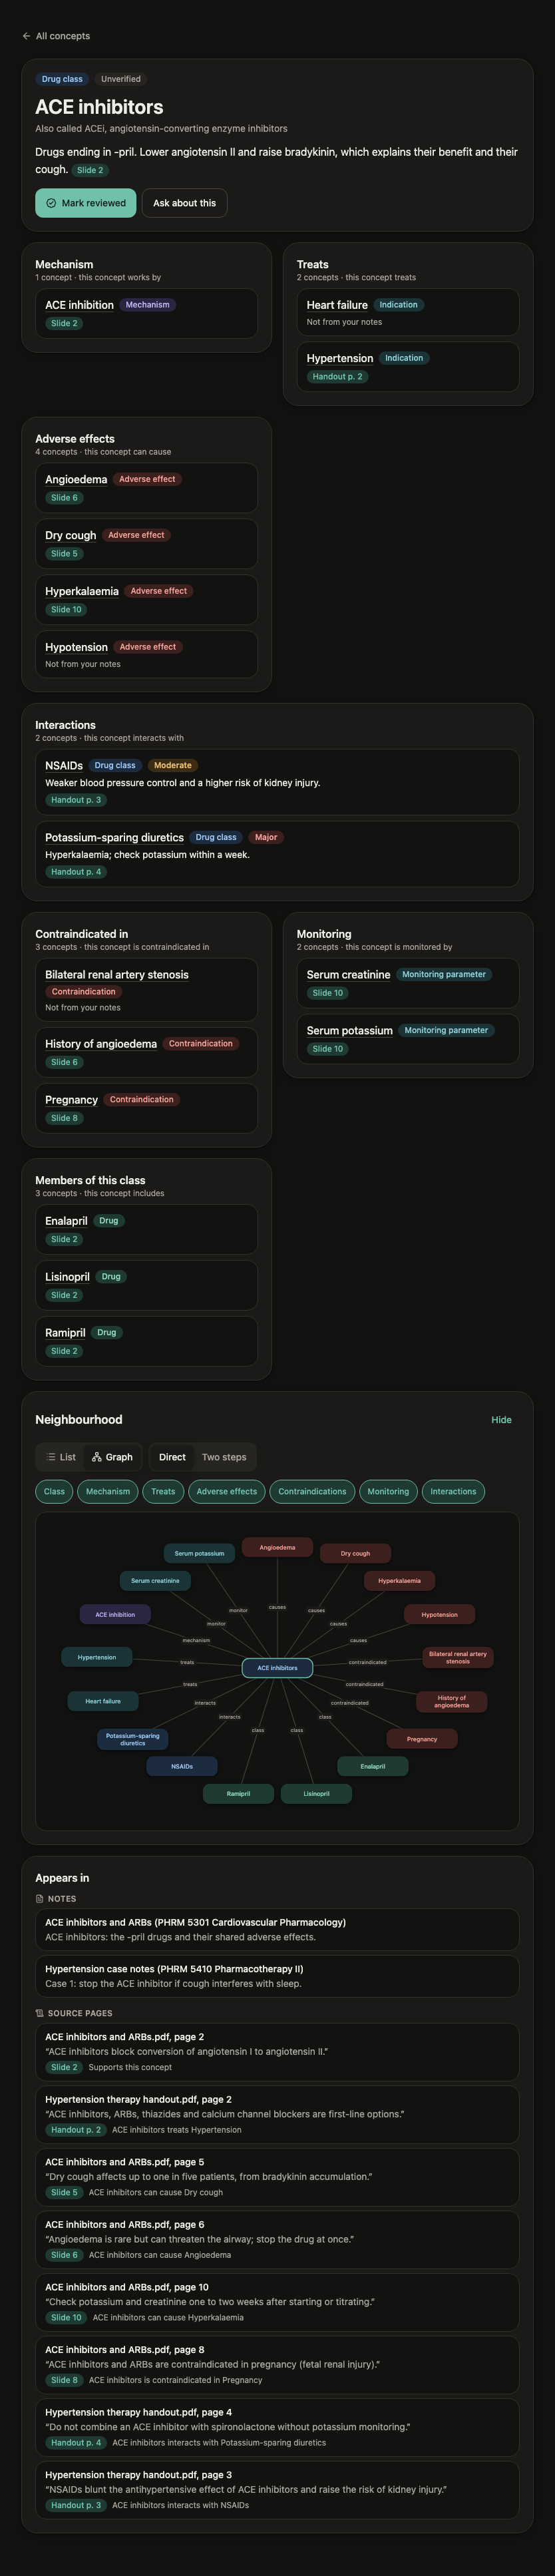 All concepts
Drug class Unverified
ACE inhibitors
Also called ACEi, angiotensin-converting enzyme inhibitors
Drugs ending in -pril. Lower angiotensin II and raise bradykinin, which explains their benefit and their
cough. Slide 2
Mark reviewed Ask about this
Mechanism
1 concept · this concept works by
ACE inhibition Mechanism
Slide 2
Treats
2 concepts · this concept treats
Heart failure Indication
Not from your notes
Hypertension Indication
Handout p. 2
Adverse effects
4 concepts · this concept can cause
Angioedema Adverse effect
Slide 6
Dry cough Adverse effect
Slide 5
Hyperkalaemia Adverse effect
Slide 10
Hypotension Adverse effect
Not from your notes
Interactions
2 concepts · this concept interacts with
NSAIDs Drug class Moderate
Weaker blood pressure control and a higher risk of kidney injury.
Handout p. 3
Potassium-sparing diuretics Drug class Major
Hyperkalaemia; check potassium within a week.
Handout p. 4
Contraindicated in
3 concepts · this concept is contraindicated in
Bilateral renal artery stenosis
Contraindication
Not from your notes
History of angioedema Contraindication
Slide 6
Pregnancy Contraindication
Slide 8
Monitoring
2 concepts · this concept is monitored by
Serum creatinine Monitoring parameter
Slide 10
Serum potassium Monitoring parameter
Slide 10
Members of this class
3 concepts · this concept includes
Enalapril Drug
Slide 2
Lisinopril Drug
Slide 2
Ramipril Drug
Slide 2
Neighbourhood Hide
List Graph Direct Two steps
Class Mechanism Treats Adverse effects Contraindications Monitoring Interactions
Angioedema
Serum potassium
Dry cough
Serum creatinine
Hyperkalaemia
ACE inhibition
Hypotension
causes
monitor
causes
monitor
causes
mechanism
causes
Hypertension
treats
contraindicated
Bilateral renal artery
stenosis
ACE inhibitors
treats
contraindicated
Heart failure
interacts
contraindicated
History of
angioedema
interacts
class
class
class
Potassium-sparing
diuretics
Pregnancy
NSAIDs
Enalapril
Ramipril
Lisinopril
Appears in
NOTES
ACE inhibitors and ARBs (PHRM 5301 Cardiovascular Pharmacology)
ACE inhibitors: the -pril drugs and their shared adverse effects.
Hypertension case notes (PHRM 5410 Pharmacotherapy II)
Case 1: stop the ACE inhibitor if cough interferes with sleep.
SOURCE PAGES
ACE inhibitors and ARBs.pdf, page 2
“ACE inhibitors block conversion of angiotensin I to angiotensin II.”
Slide 2 Supports this concept
Hypertension therapy handout.pdf, page 2
“ACE inhibitors, ARBs, thiazides and calcium channel blockers are first-line options.”
Handout p. 2 ACE inhibitors treats Hypertension
ACE inhibitors and ARBs.pdf, page 5
“Dry cough affects up to one in five patients, from bradykinin accumulation.”
Slide 5 ACE inhibitors can cause Dry cough
ACE inhibitors and ARBs.pdf, page 6
“Angioedema is rare but can threaten the airway; stop the drug at once.”
Slide 6 ACE inhibitors can cause Angioedema
ACE inhibitors and ARBs.pdf, page 10
“Check potassium and creatinine one to two weeks after starting or titrating.”
Slide 10 ACE inhibitors can cause Hyperkalaemia
ACE inhibitors and ARBs.pdf, page 8
“ACE inhibitors and ARBs are contraindicated in pregnancy (fetal renal injury).”
Slide 8 ACE inhibitors is contraindicated in Pregnancy
Hypertension therapy handout.pdf, page 4
“Do not combine an ACE inhibitor with spironolactone without potassium monitoring.”
Handout p. 4 ACE inhibitors interacts with Potassium-sparing diuretics
Hypertension therapy handout.pdf, page 3
“NSAIDs blunt the antihypertensive effect of ACE inhibitors and raise the risk of kidney injury.”
Handout p. 3 ACE inhibitors interacts with NSAIDs